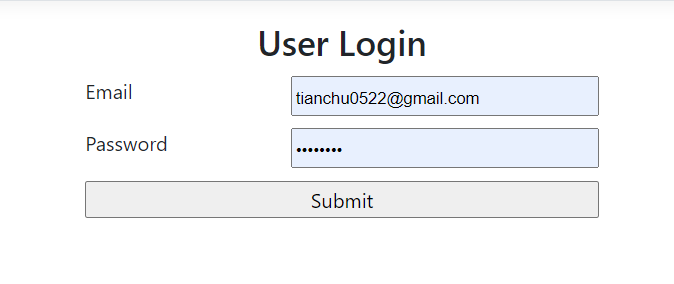 User Login
Email tianchu0522@gmail.com
Password ••••••••
Submit